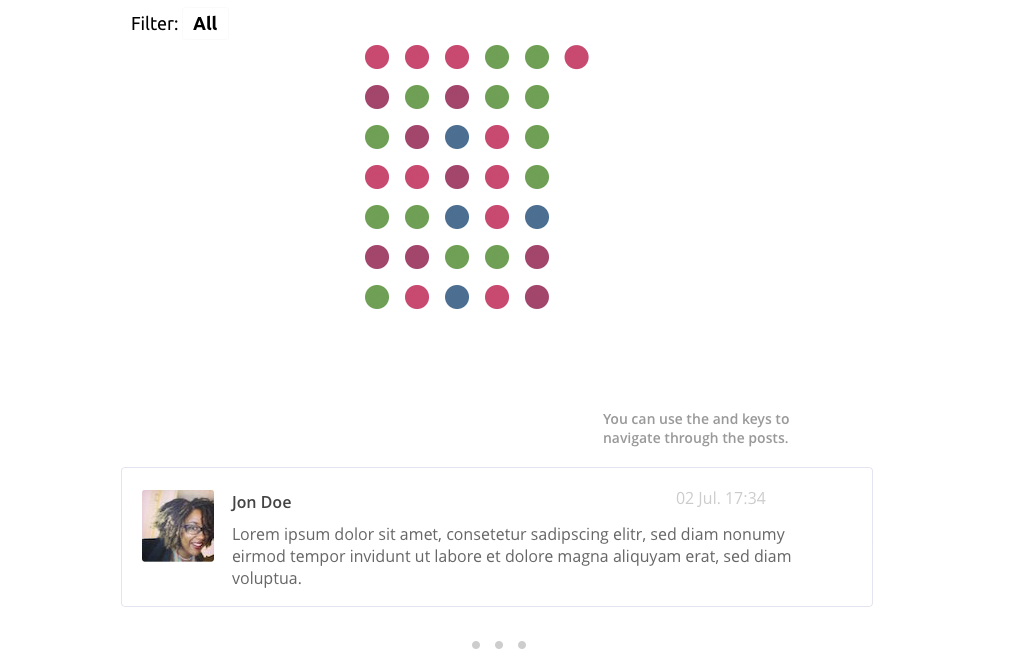 Filter: All
You can use the and keys to
navigate through the posts.
Jon Doe
02 Jul. 17:34
Lorem ipsum dolor sit amet, consetetur sadipscing elitr, sed diam nonumy
eirmod tempor invidunt ut labore et dolore magna aliquyam erat, sed diam
voluptua.